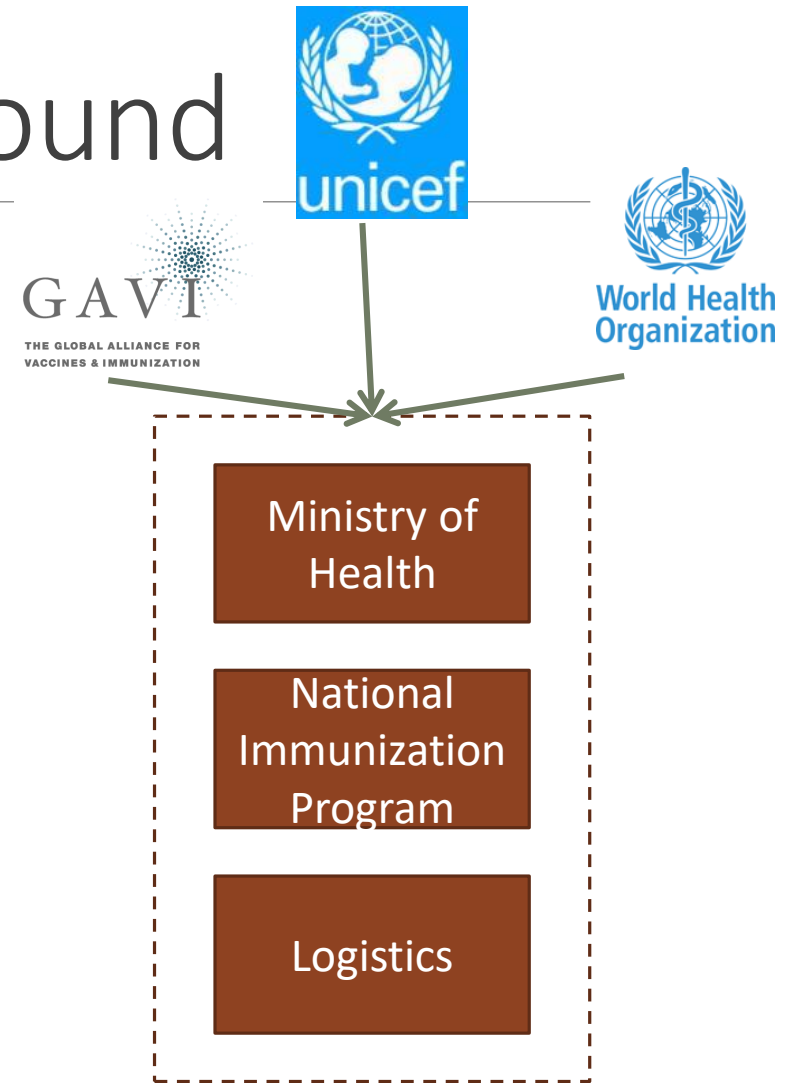 ound
unicef
GAVI
THE GLOBAL ALLIANCE FOR
VACCINES & IMMUNIZATION
World Health
Organization
Ministry of
Health
National
Immunization
Program
Logistics